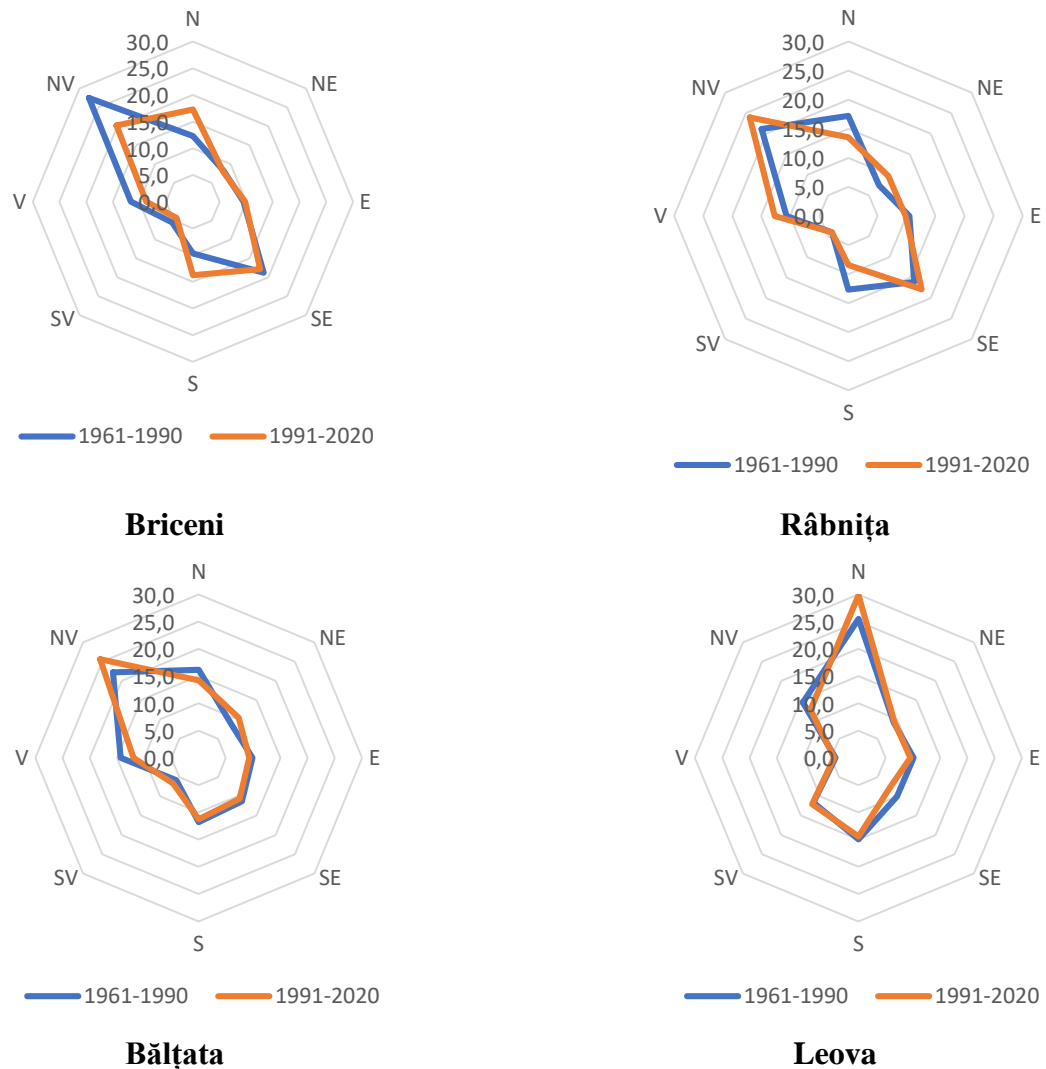 N
30,0
NV
25,0
NE
20,0
15,0
10,0
5,0
V
0,0
E
SV
SE
S
1961-1990
1991-2020
Briceni
N
30,0
NV
25,0
NE
20,0
15,0
10,0
5,0
V
0,0
E
SV
SE
S
1961-1990
1991-2020
Râbnița
N
30,0
NV
25,0
NE
20,0
15,0
10,0
5,0
V
0,0
E
SV
SE
S
1961-1990
1991-2020
Bălțata
N
30,0
NV
25,0
NE
20,0
15,0
10,0
5,0
V
0,0
E
SV
SE
S
1961-1990
1991-2020
Leova